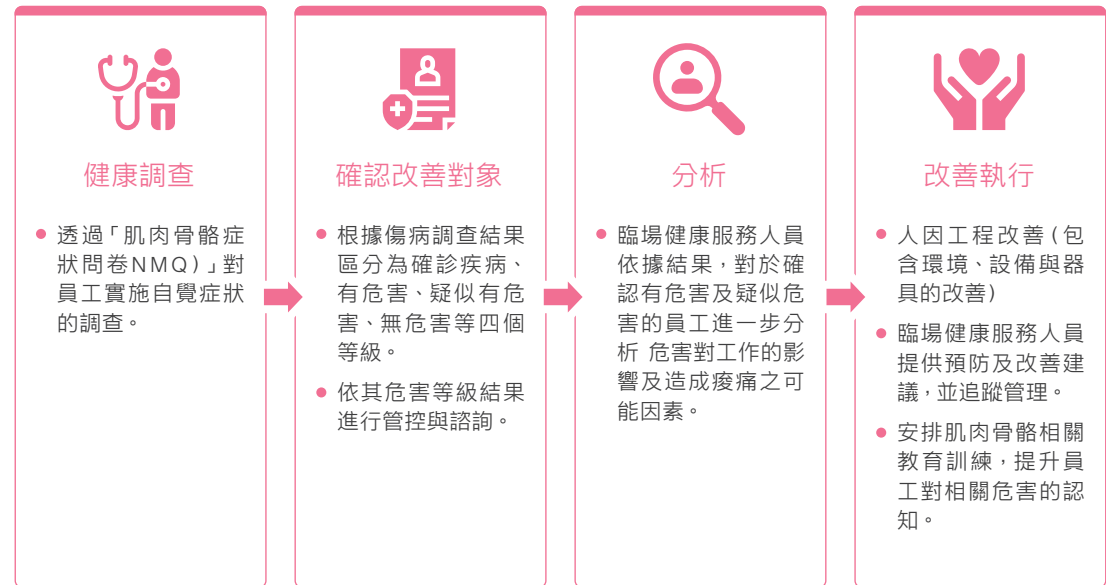 健康調查
透過「肌肉骨骼症
狀問卷NMQ)」對
員工實施自覺症狀
的調查。
確認改善對象
根據傷病調查結果
區分為確診疾病、
有危害、疑似有危
害、無危害等四個
等級。
依其危害等級結果
進行管控與諮詢。
分析
臨場健康服務人員
依據結果,對於確
認有危害及疑似危
害的員工進一步分
析 危害對工作的影
響及造成痠痛之可
能因素。
改善執行
人因工程改善(包
含環境、設備與器
具的改善)
臨場健康服務人員
提供預防及改善建
議,並追蹤管理。
安排肌肉骨骼相關
教育訓練,提升員
工對相關危害的認
知。